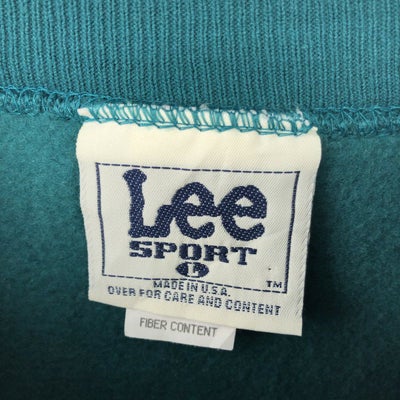 Lee
SPORT
L
TM
MADE IN U.S.A.
OVER FOR CARE AND CONTENT
FIBER CONTENT